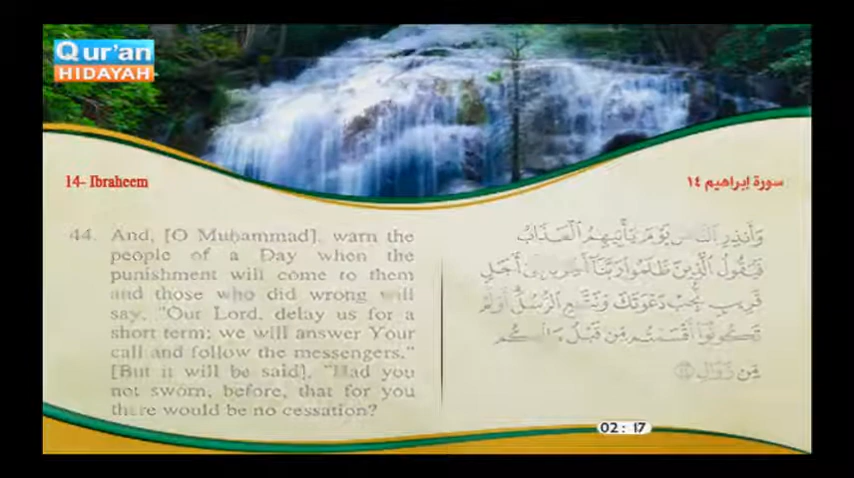 Qur'an
HIDAYAH
14- Ibraheem
سورة إبراهيم ١٤
44. And, [O Muḥammad], warn the
people of a Day when the
punishment will come to them
and those who did wrong will
say, "Our Lord, delay us for a
short term; we will answer Your
call and follow the messengers."
[But it will be said], "Had you
not sworn, before, that for you
there would be no cessation?
وَأَنذِرِ النَّاسَ يَوْمَ يَأْتِيهِمُ الْعَذَابُ
فَيَقُولُ الَّذِينَ ظَلَمُوا رَبَّنَا أَخِّرْنَا إِلَىٰ أَجَلٍ
قَرِيبٍ نُّجِبْ دَعْوَتَكَ وَنَتَّبِعِ الرُّسُلَ أَوَلَمْ
تَكُونُوا أَقْسَمْتُم مِّن قَبْلُ مَا لَكُم
مِّن زَوَالٍ ٤٤
02: 17